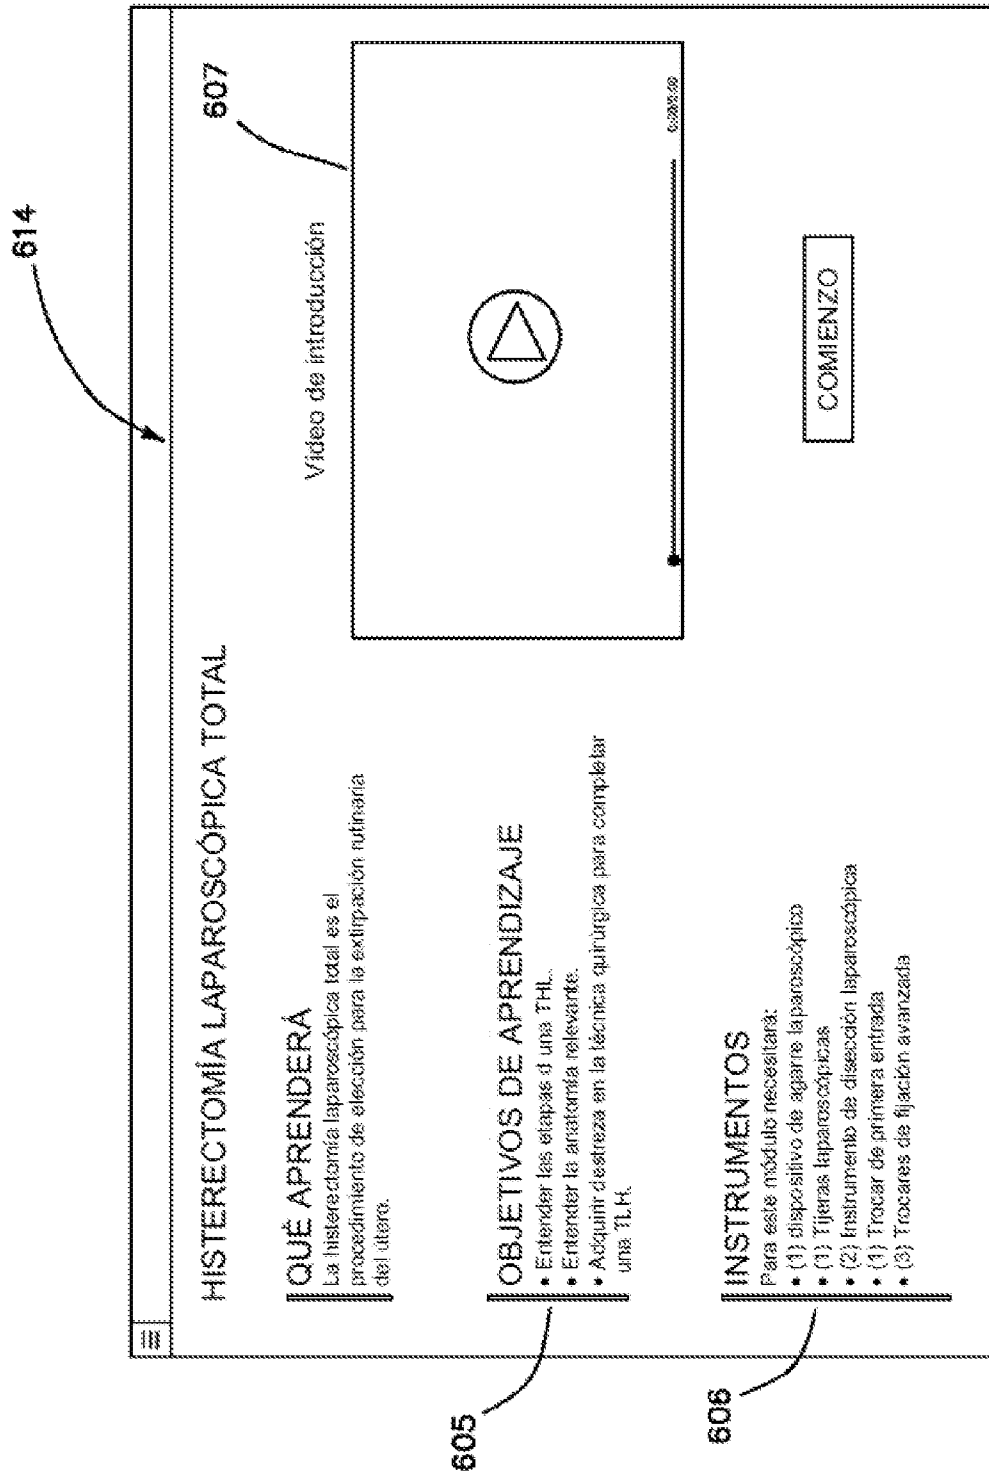 614
HISTERECTOMÍA LAPAROSCÓPICA TOTAL
QUÉ APRENDERÁ
La histerectomía laparoscópica total es el
procedimiento de elección para la extirpación rutinaria
del útero.
605
OBJETIVOS DE APRENDIZAJE
• Entender las etapas d una THL.
• Entender la anatomía relevante.
• Adquirir destreza en la técnica quirúrgica para completar
una TLH.
606
INSTRUMENTOS
Para este módulo necesitará:
• (1) dispositivo de agarre laparoscópico
• (1) Tijeras laparoscópicas
• (2) Instrumento de disección laparoscópica
• (1) Trocar de primera entrada
• (3) Trocares de fijación avanzada
607
Vídeo de introducción
COMIENZO